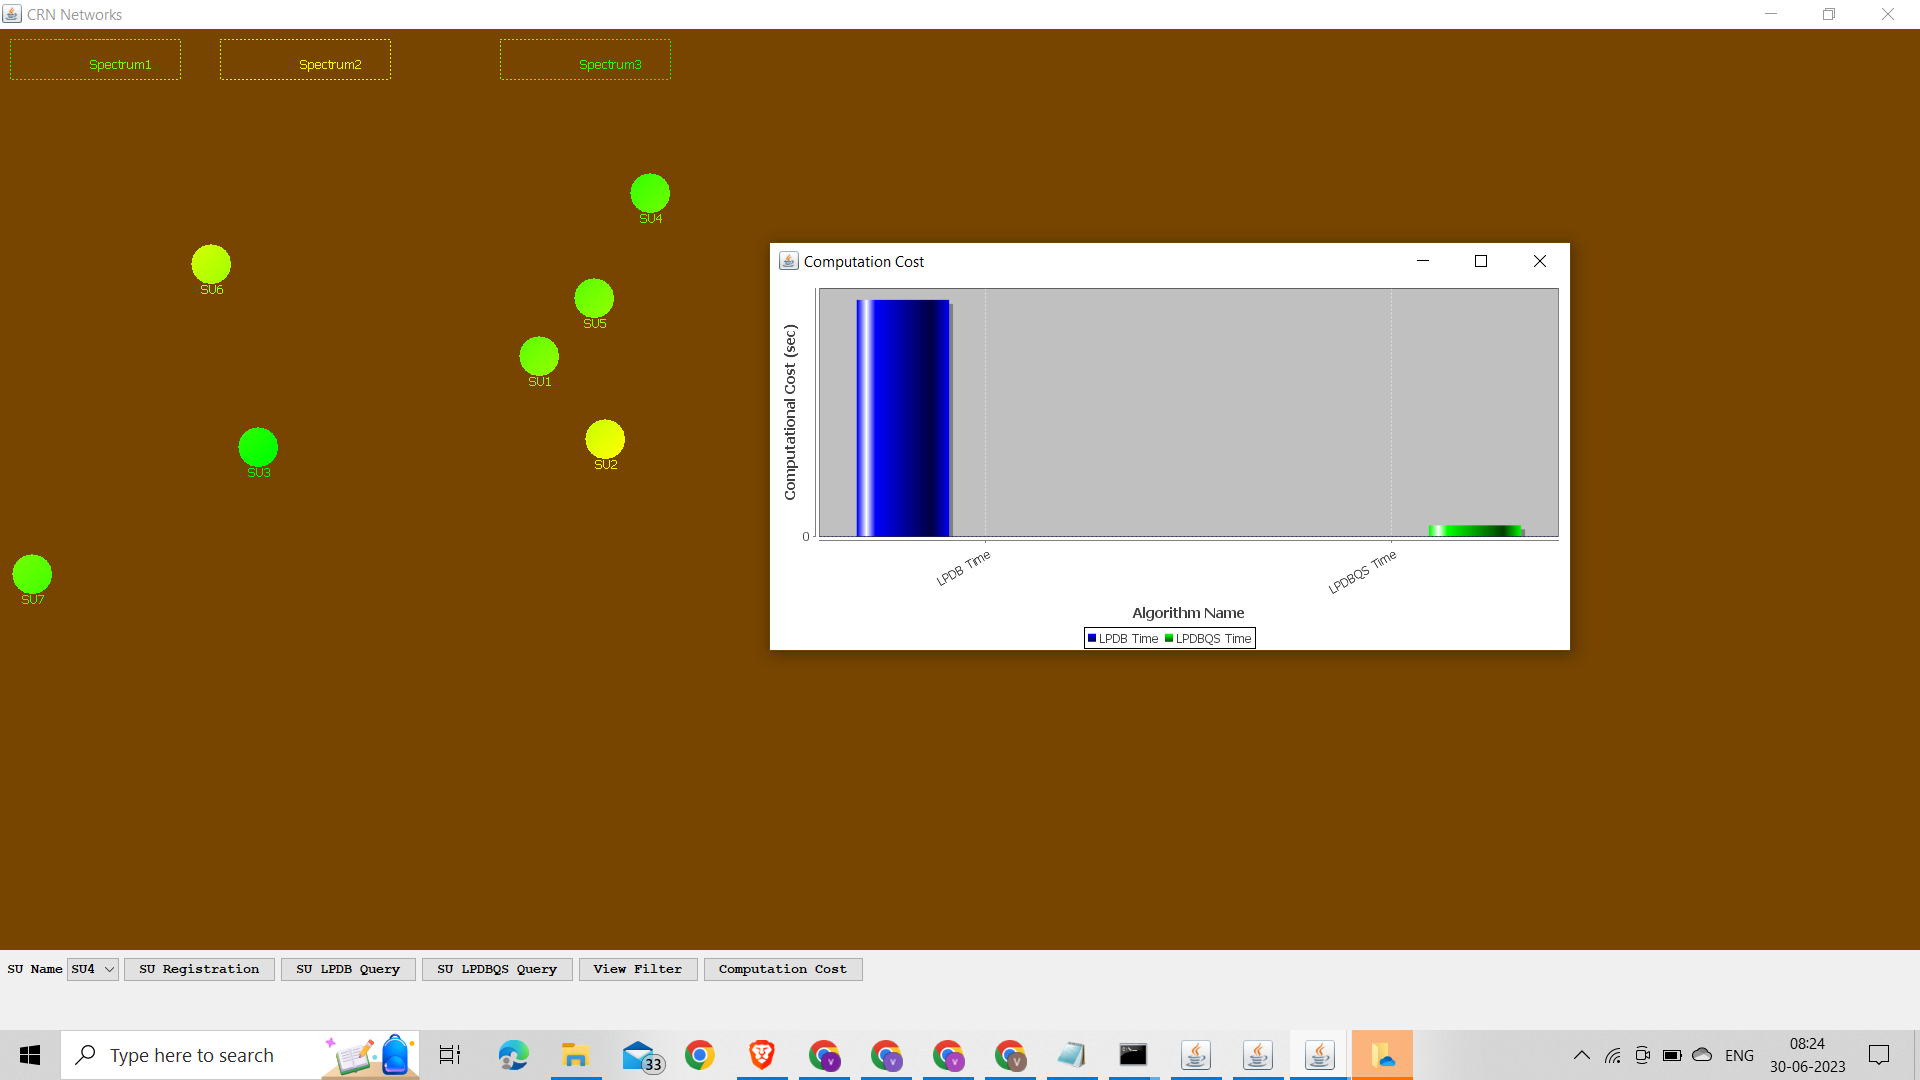 CRN Networks
Spectrum1 Spectrum2 Spectrum3
SU4
SU6
SU5
SU1
SU2
SU3
SU7
Computation Cost
Computational Cost (sec)
0
LPDB Time LPDBQS Time
Algorithm Name
LPDB Time LPDBQS Time
SU Name SU4 SU Registration SU LPDB Query SU LPDBQS Query View Filter Computation Cost
Type here to search
33
V V V V
ENG
08:24
30-06-2023